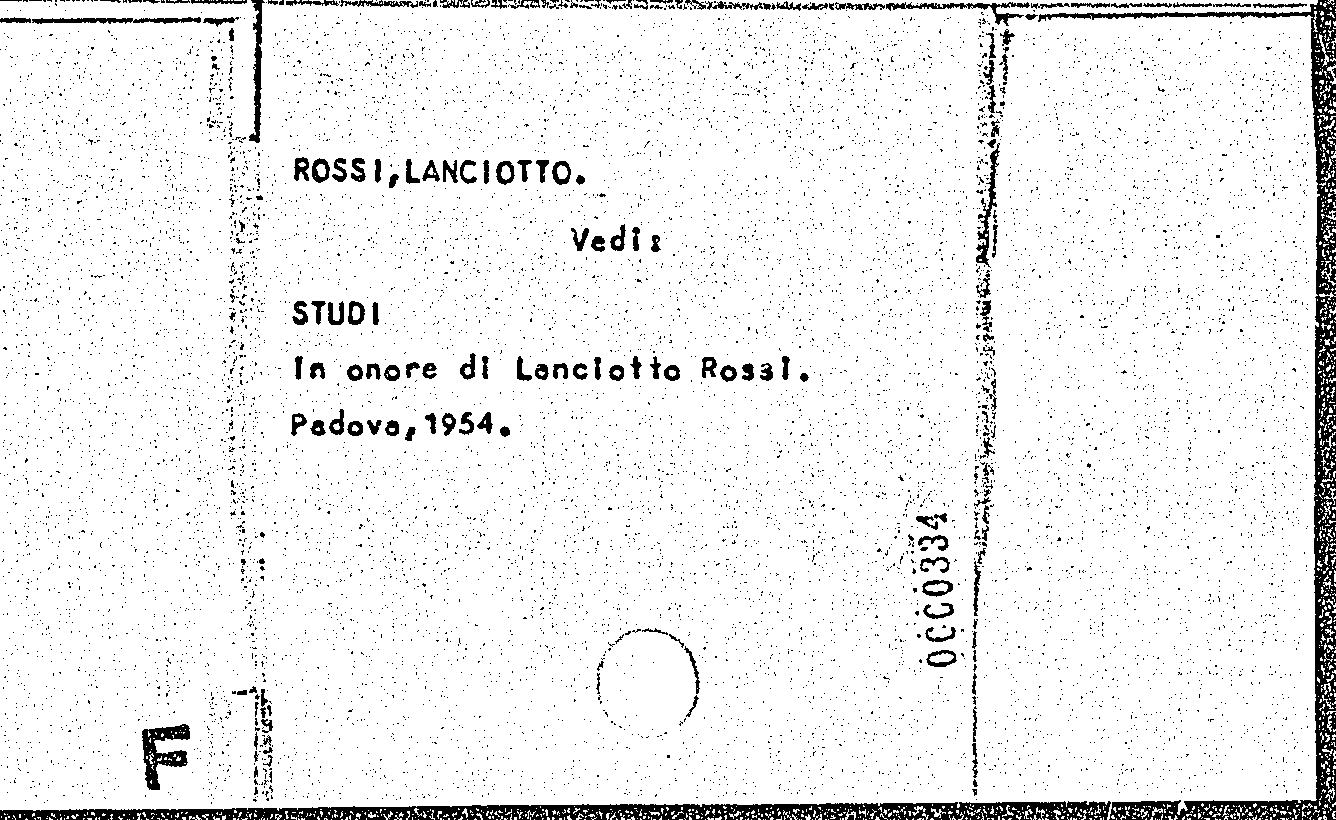 ROSSI,LANCIOTTO.
Vedi:
STUDI
In onore di Lanciotto Rossi.
Padova,1954.
0CC0334
F